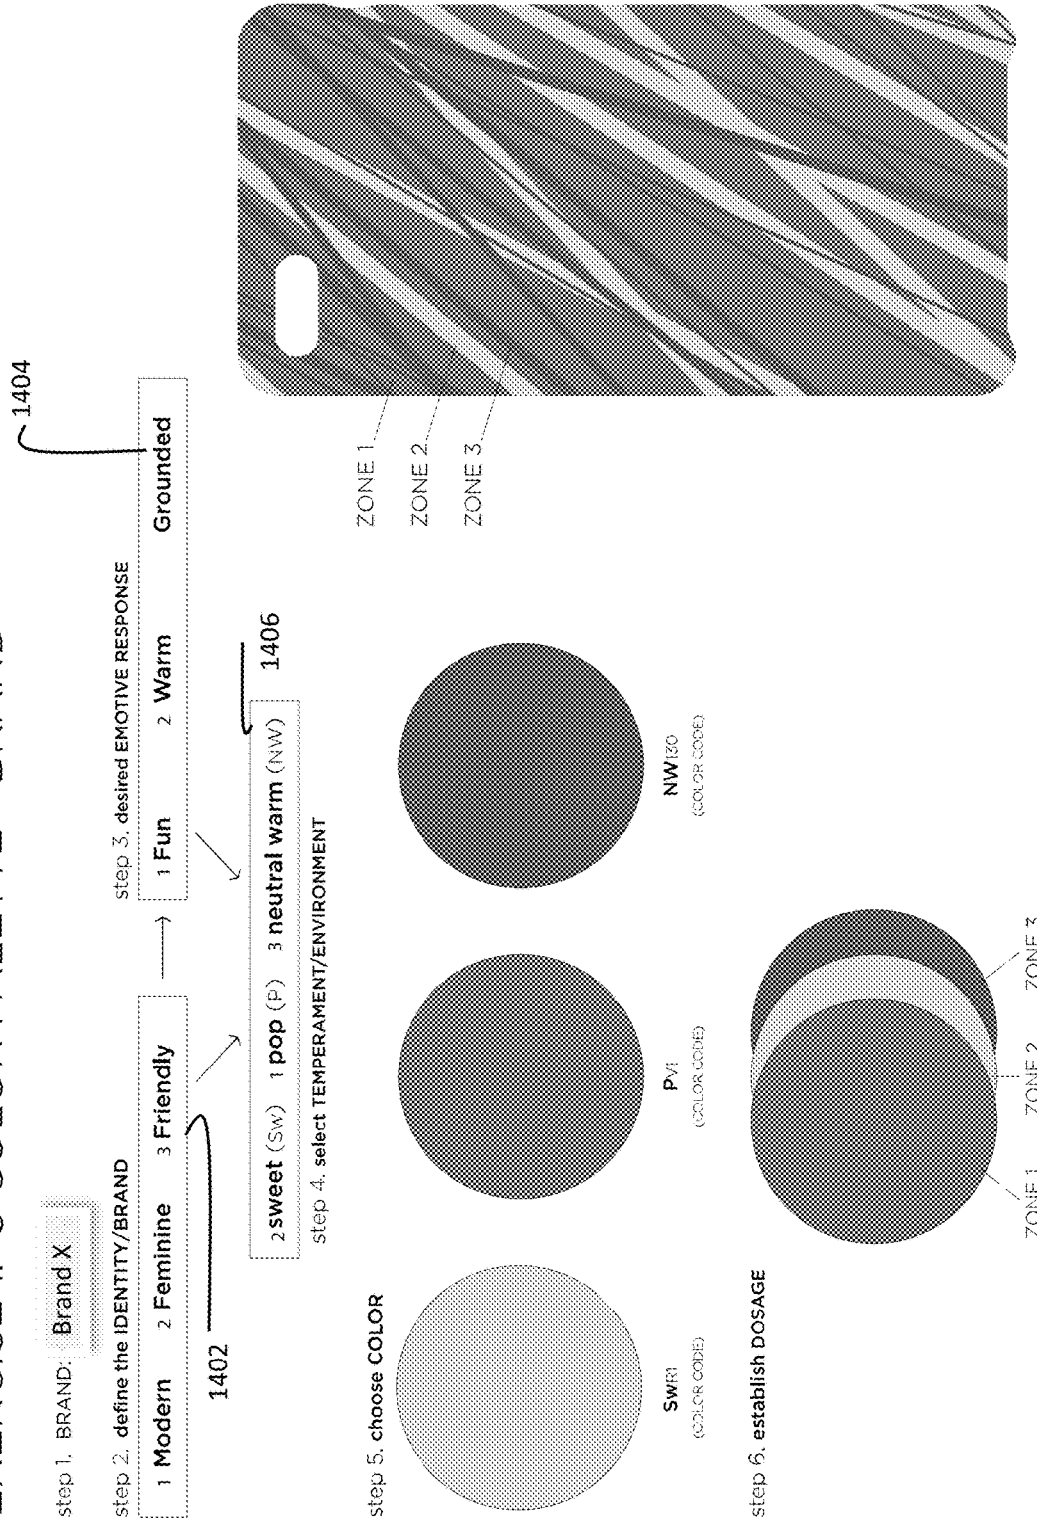 step 1. BRAND: Brand X
step 2. define the IDENTITY/BRAND
1 Modern 2 Feminine 3 Friendly
1402
step 3. desired EMOTIVE RESPONSE
1 Fun 2 Warm Grounded
1404
2 sweet (SW) 1 pop (P) 3 neutral warm (NW)
1406
step 4. select TEMPERAMENT/ENVIRONMENT
ZONE 1
ZONE 2
ZONE 3
step 5. choose COLOR
SWR1
(COLOR CODE)
PV1
(COLOR CODE)
NW130
(COLOR CODE)
step 6. establish DOSAGE
ZONE 1
ZONE 2
ZONE 3